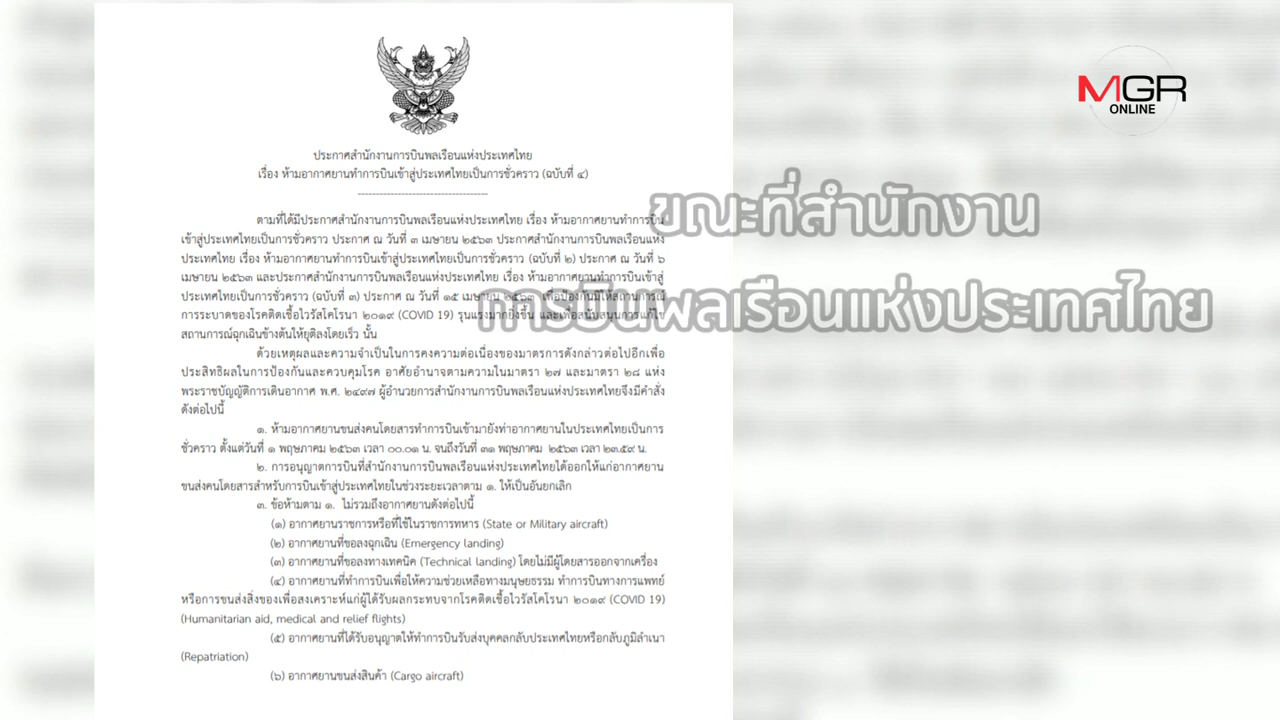 ประกาศสำนักงานการบินพลเรือนแห่งประเทศไทย
เรื่อง ห้ามอากาศยานทำการบินเข้าสู่ประเทศไทยเป็นการชั่วคราว (ฉบับที่ ๔)
------------------------------------
ตามที่ได้มีประกาศสำนักงานการบินพลเรือนแห่งประเทศไทย เรื่อง ห้ามอากาศยานทำการบิน
เข้าสู่ประเทศไทยเป็นการชั่วคราว ประกาศ ณ วันที่ ๓ เมษายน ๒๕๖๓ ประกาศสำนักงานการบินพลเรือนแห่ง
ประเทศไทย เรื่อง ห้ามอากาศยานทำการบินเข้าสู่ประเทศไทยเป็นการชั่วคราว (ฉบับที่ ๒) ประกาศ ณ วันที่ ๖
เมษายน ๒๕๖๓ และประกาศสำนักงานการบินพลเรือนแห่งประเทศไทย เรื่อง ห้ามอากาศยานทำการบินเข้าสู่
ประเทศไทยเป็นการชั่วคราว (ฉบับที่ ๓) ประกาศ ณ วันที่ ๑๕ เมษายน ๒๕๖๓ เพื่อป้องกันมิให้สถานการณ์
การระบาดของโรคติดเชื้อไวรัสโคโรนา ๒๐๑๙ (COVID 19) รุนแรงมากยิ่งขึ้น และเพื่อสนับสนุนการแก้ไข
สถานการณ์ฉุกเฉินข้างต้นให้ยุติลงโดยเร็ว นั้น
ด้วยเหตุผลและความจำเป็นในการคงความต่อเนื่องของมาตรการดังกล่าวต่อไปอีกเพื่อ
ประสิทธิผลในการป้องกันและควบคุมโรค อาศัยอำนาจตามความในมาตรา ๒๗ และมาตรา ๒๘ แห่ง
พระราชบัญญัติการเดินอากาศ พ.ศ. ๒๔๙๗ ผู้อำนวยการสำนักงานการบินพลเรือนแห่งประเทศไทยจึงมีคำสั่ง
ดังต่อไปนี้
๑. ห้ามอากาศยานขนส่งคนโดยสารทำการบินเข้ามายังท่าอากาศยานในประเทศไทยเป็นการ
ชั่วคราว ตั้งแต่วันที่ ๑ พฤษภาคม ๒๕๖๓ เวลา ๐๐.๐๑ น. จนถึงวันที่ ๓๑ พฤษภาคม ๒๕๖๓ เวลา ๒๓.๕๙ น.
๒. การอนุญาตการบินที่สำนักงานการบินพลเรือนแห่งประเทศไทยได้ออกให้แก่อากาศยาน
ขนส่งคนโดยสารสำหรับการบินเข้าสู่ประเทศไทยในช่วงระยะเวลาตาม ๑. ให้เป็นอันยกเลิก
๓. ข้อห้ามตาม ๑. ไม่รวมถึงอากาศยานดังต่อไปนี้
(๑) อากาศยานราชการหรือที่ใช้ในราชการทหาร (State or Military aircraft)
(๒) อากาศยานที่ขอลงฉุกเฉิน (Emergency landing)
(๓) อากาศยานที่ขอลงทางเทคนิค (Technical landing) โดยไม่มีผู้โดยสารออกจากเครื่อง
(๔) อากาศยานที่ทำการบินเพื่อให้ความช่วยเหลือทางมนุษยธรรม ทำการบินทางการแพทย์
หรือการขนส่งสิ่งของเพื่อสงเคราะห์แก่ผู้ได้รับผลกระทบจากโรคติดเชื้อไวรัสโคโรนา ๒๐๑๙ (COVID 19)
(Humanitarian aid, medical and relief flights)
(๕) อากาศยานที่ได้รับอนุญาตให้ทำการบินรับส่งบุคคลกลับประเทศไทยหรือกลับภูมิลำเนา
(Repatriation)
(๖) อากาศยานขนส่งสินค้า (Cargo aircraft)
MGR
ONLINE
ขณะที่สำนักงาน
การบินพลเรือนแห่งประเทศไทย